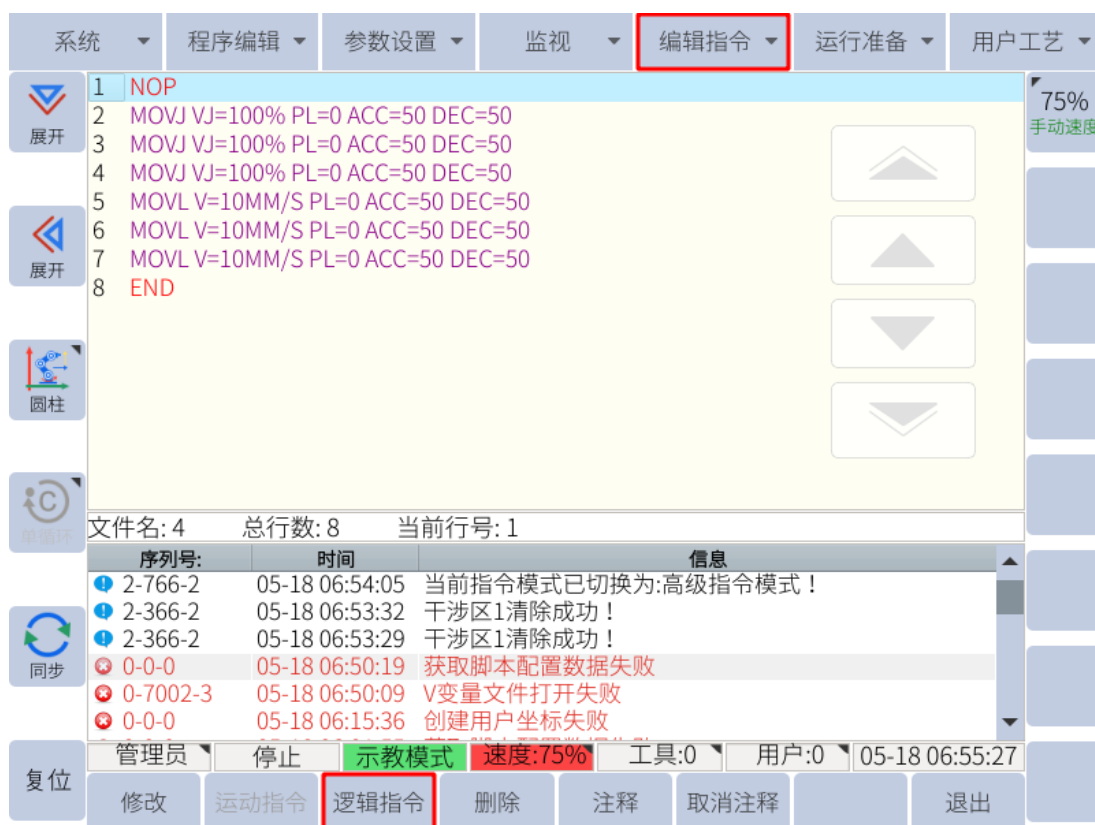 系统 程序编辑 参数设置 监视 编辑指令 运行准备 用户工艺
展开
展开
圆柱
单循环
同步
复位
1 NOP
2 MOVJ VJ=100% PL=0 ACC=50 DEC=50
3 MOVJ VJ=100% PL=0 ACC=50 DEC=50
4 MOVJ VJ=100% PL=0 ACC=50 DEC=50
5 MOVL V=10MM/S PL=0 ACC=50 DEC=50
6 MOVL V=10MM/S PL=0 ACC=50 DEC=50
7 MOVL V=10MM/S PL=0 ACC=50 DEC=50
8 END
75%
手动速度
文件名: 4 总行数: 8 当前行号: 1
序列号: 时间 信息
2-766-2 05-18 06:54:05 当前指令模式已切换为:高级指令模式！
2-366-2 05-18 06:53:32 干涉区1清除成功！
2-366-2 05-18 06:53:29 干涉区1清除成功！
0-0-0 05-18 06:50:19 获取脚本配置数据失败
0-7002-3 05-18 06:50:09 V变量文件打开失败
0-0-0 05-18 06:15:36 创建用户坐标失败
管理员 停止 示教模式 速度:75% 工具:0 用户:0 05-18 06:55:27
修改 运动指令 逻辑指令 删除 注释 取消注释 退出